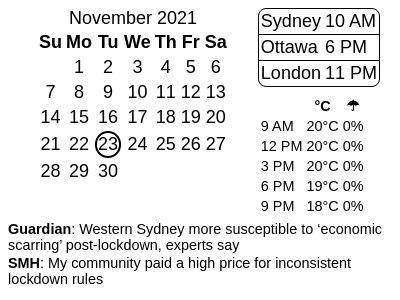 November 2021
Su Mo Tu We Th Fr Sa
1 2 3 4 5 6
7 8 9 10 11 12 13
14 15 16 17 18 19 20
21 22 23 24 25 26 27
28 29 30
Sydney 10 AM
Ottawa 6 PM
London 11 PM
°C ☂
9 AM 20°C 0%
12 PM 20°C 0%
3 PM 20°C 0%
6 PM 19°C 0%
9 PM 18°C 0%
Guardian: Western Sydney more susceptible to ‘economic
scarring’ post-lockdown, experts say
SMH: My community paid a high price for inconsistent
lockdown rules